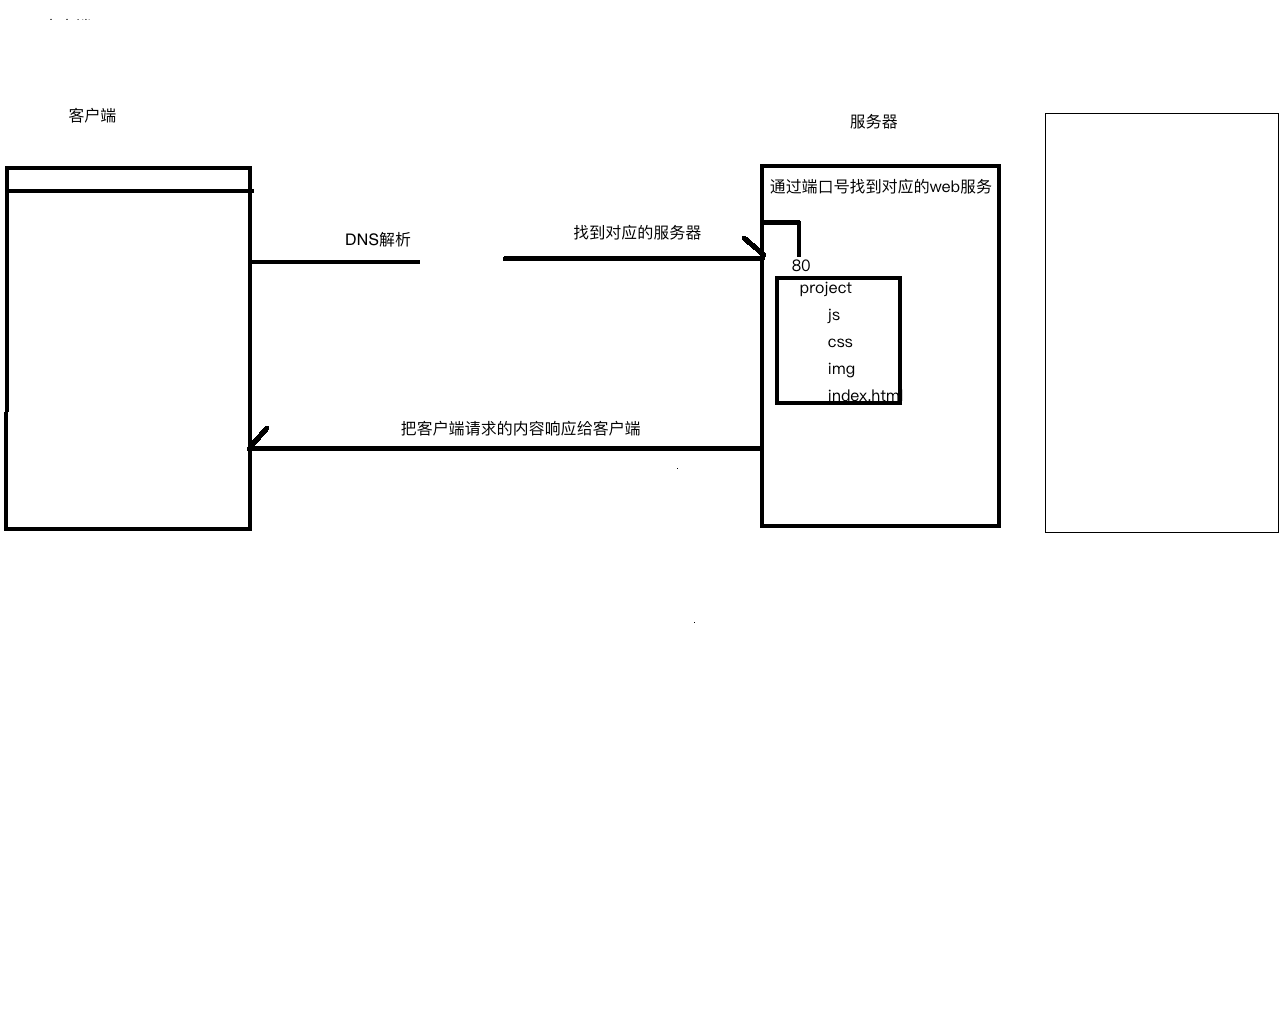 客户端
服务器
通过端口号找到对应的web服务
DNS解析
找到对应的服务器
80
project
js
css
img
index.html
把客户端请求的内容响应给客户端